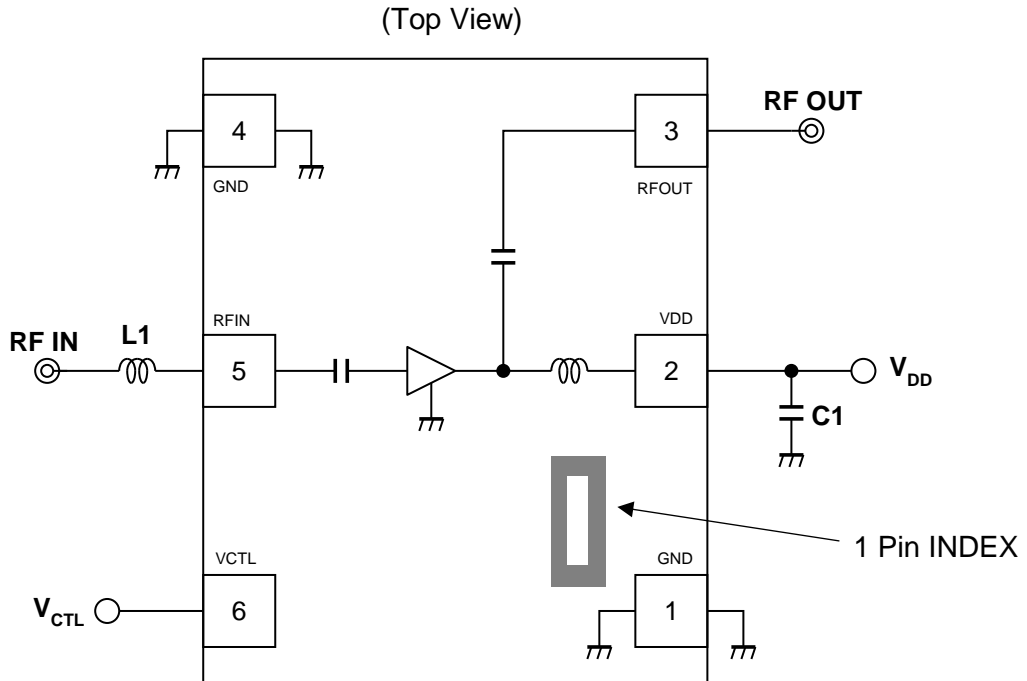 (Top View)
RF OUT
4
3
GND
RFOUT
RF IN
L1
RFIN
VDD
5
2
V_DD
C1
1 Pin INDEX
VCTL
GND
V_CTL
6
1